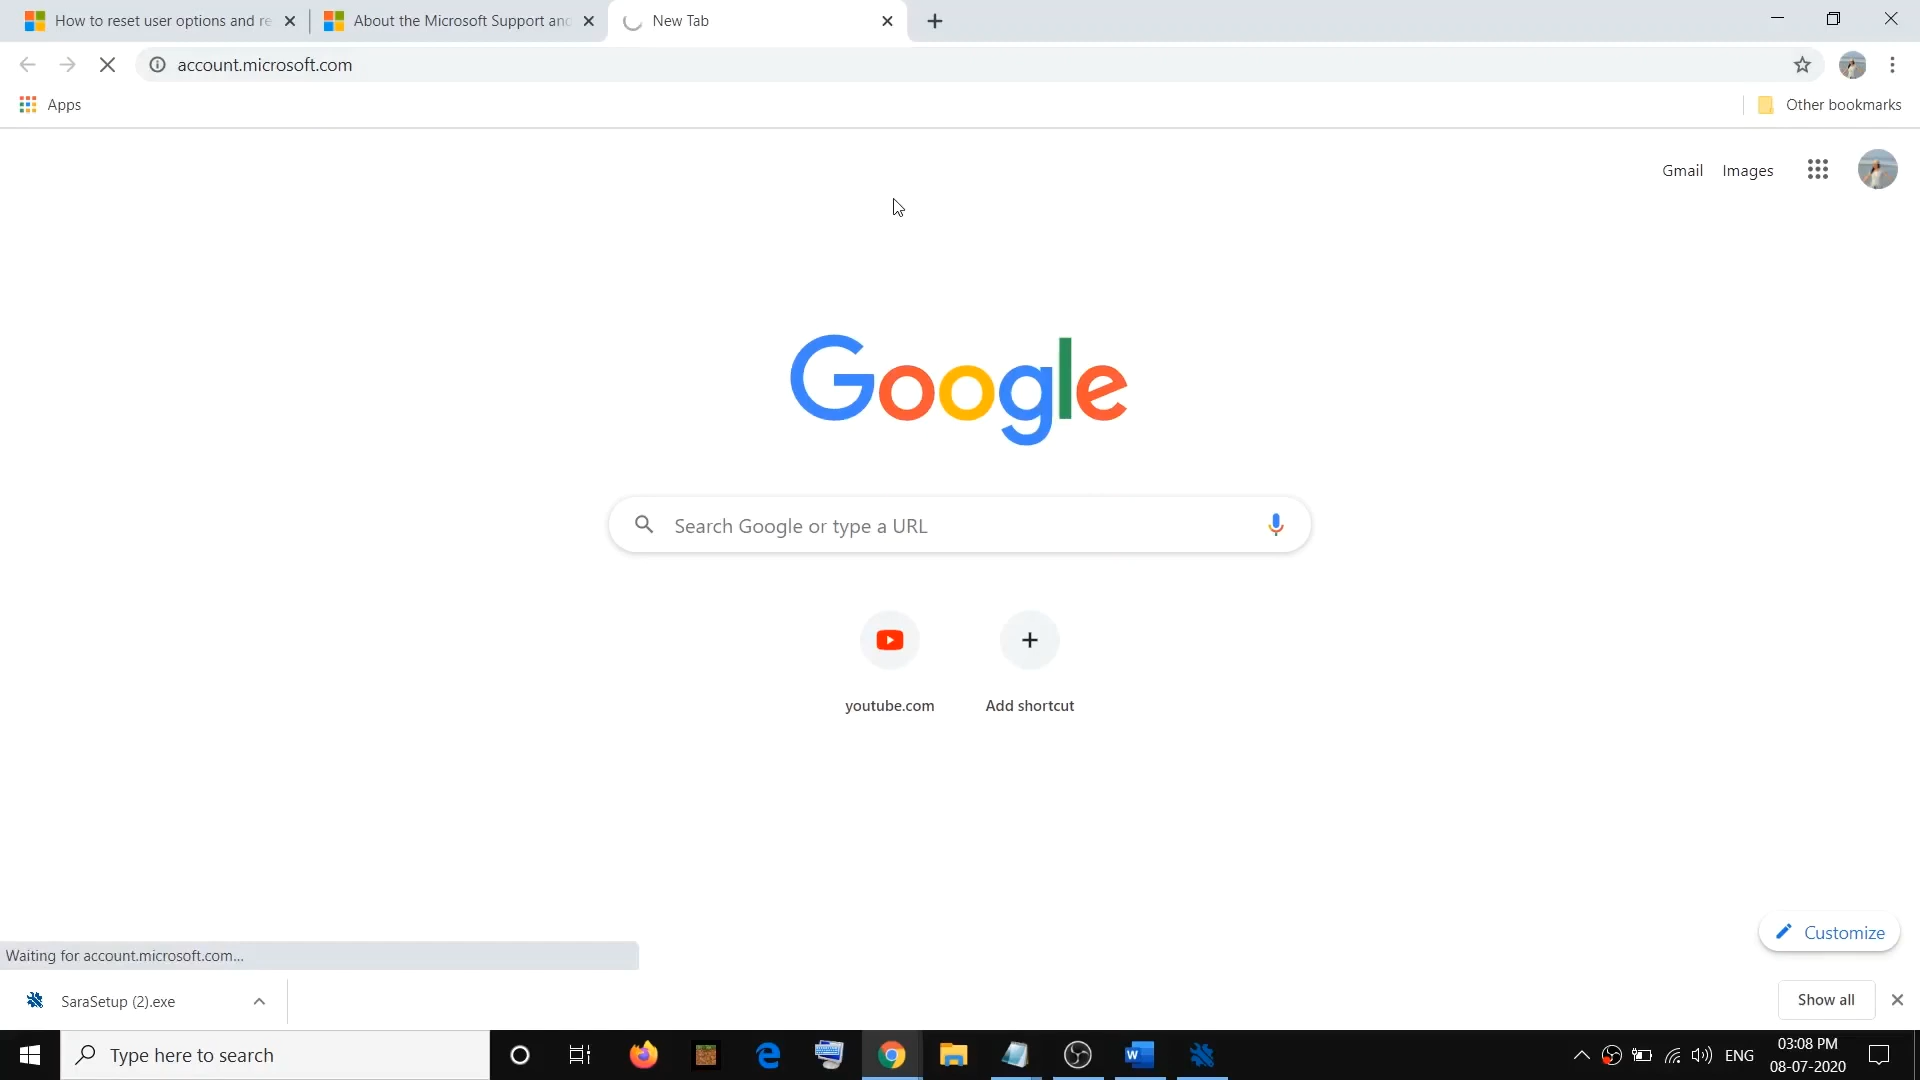 How to reset user options and re
About the Microsoft Support and
New Tab
account.microsoft.com
Apps
Other bookmarks
Gmail
Images
Google
Search Google or type a URL
youtube.com
Add shortcut
Customize
Waiting for account.microsoft.com...
SaraSetup (2).exe
Show all
Type here to search
ENG
03:08 PM
08-07-2020